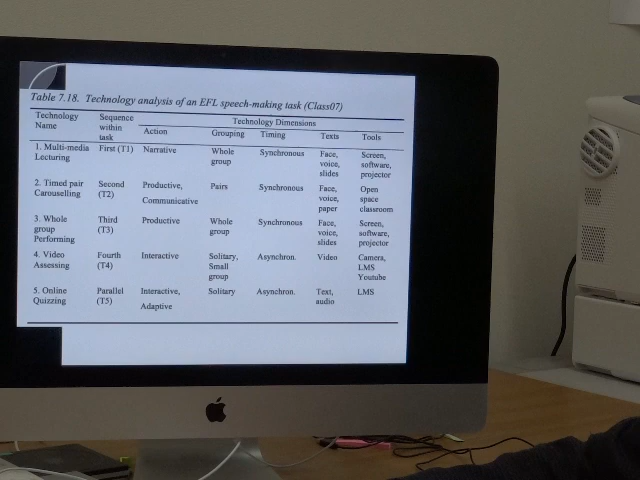 Table 7.18. Technology analysis of an EFL speech-making task (Class07)
Technology Name Sequence within task Technology Dimensions
Action Grouping Timing Texts Tools
1. Multi-media Lecturing First (T1) Narrative Whole group Synchronous Face, voice, slides Screen, software, projector
2. Timed pair Carouselling Second (T2) Productive, Communicative Pairs Synchronous Face, voice, paper Open space classroom
3. Whole group Performing Third (T3) Productive Whole group Synchronous Face, voice, slides Screen, software, projector
4. Video Assessing Fourth (T4) Interactive Solitary, Small group Asynchron. Video Camera, LMS Youtube
5. Online Quizzing Parallel (T5) Interactive, Adaptive Solitary Asynchron. Text, audio LMS